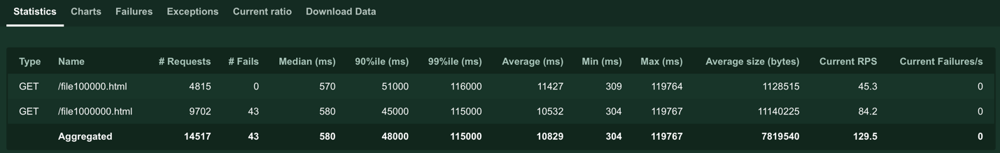 Statistics Charts Failures Exceptions Current ratio Download Data
Type Name # Requests # Fails Median (ms) 90%ile (ms) 99%ile (ms) Average (ms) Min (ms) Max (ms) Average size (bytes) Current RPS Current Failures/s
GET /file100000.html 4815 0 570 51000 116000 11427 309 119764 1128515 45.3 0
GET /file1000000.html 9702 43 580 45000 115000 10532 304 119767 11140225 84.2 0
Aggregated 14517 43 580 48000 115000 10829 304 119767 7819540 129.5 0